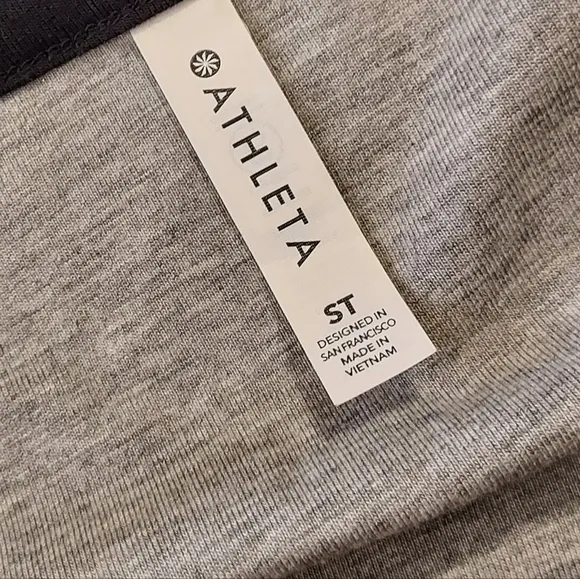 ATHLETA
ST
DESIGNED IN
SAN FRANCISCO
MADE IN
VIETNAM